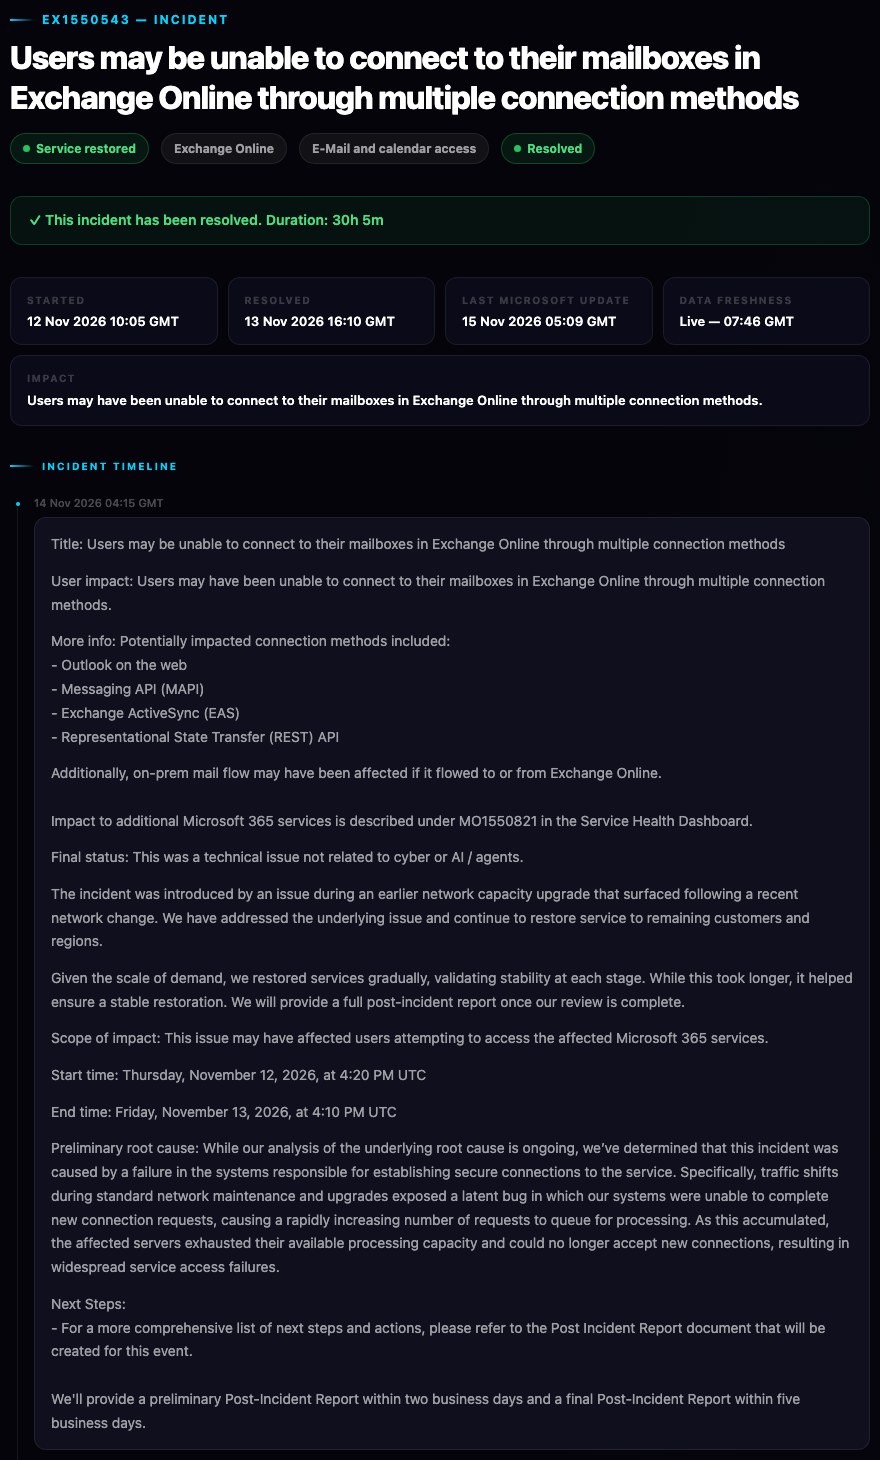 EX1550543 — INCIDENT
Users may be unable to connect to their mailboxes in
Exchange Online through multiple connection methods
Service restored
Exchange Online
E-Mail and calendar access
Resolved
✓ This incident has been resolved. Duration: 30h 5m
STARTED
12 Nov 2026 10:05 GMT
RESOLVED
13 Nov 2026 16:10 GMT
LAST MICROSOFT UPDATE
15 Nov 2026 05:09 GMT
DATA FRESHNESS
Live — 07:46 GMT
IMPACT
Users may have been unable to connect to their mailboxes in Exchange Online through multiple connection methods.
INCIDENT TIMELINE
14 Nov 2026 04:15 GMT
Title: Users may be unable to connect to their mailboxes in Exchange Online through multiple connection methods
User impact: Users may have been unable to connect to their mailboxes in Exchange Online through multiple connection
methods.
More info: Potentially impacted connection methods included:
- Outlook on the web
- Messaging API (MAPI)
- Exchange ActiveSync (EAS)
- Representational State Transfer (REST) API
Additionally, on-prem mail flow may have been affected if it flowed to or from Exchange Online.
Impact to additional Microsoft 365 services is described under MO1550821 in the Service Health Dashboard.
Final status: This was a technical issue not related to cyber or AI / agents.
The incident was introduced by an issue during an earlier network capacity upgrade that surfaced following a recent
network change. We have addressed the underlying issue and continue to restore service to remaining customers and
regions.
Given the scale of demand, we restored services gradually, validating stability at each stage. While this took longer, it helped
ensure a stable restoration. We will provide a full post-incident report once our review is complete.
Scope of impact: This issue may have affected users attempting to access the affected Microsoft 365 services.
Start time: Thursday, November 12, 2026, at 4:20 PM UTC
End time: Friday, November 13, 2026, at 4:10 PM UTC
Preliminary root cause: While our analysis of the underlying root cause is ongoing, we've determined that this incident was
caused by a failure in the systems responsible for establishing secure connections to the service. Specifically, traffic shifts
during standard network maintenance and upgrades exposed a latent bug in which our systems were unable to complete
new connection requests, causing a rapidly increasing number of requests to queue for processing. As this accumulated,
the affected servers exhausted their available processing capacity and could no longer accept new connections, resulting in
widespread service access failures.
Next Steps:
- For a more comprehensive list of next steps and actions, please refer to the Post Incident Report document that will be
created for this event.
We'll provide a preliminary Post-Incident Report within two business days and a final Post-Incident Report within five
business days.